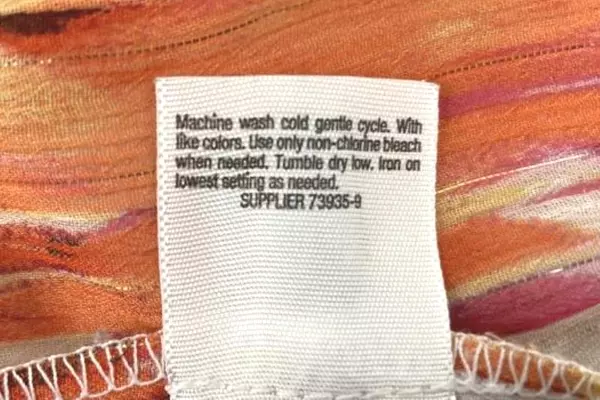 Machine wash cold gentle cycle. With
like colors. Use only non-chlorine bleach
when needed. Tumble dry low. Iron on
lowest setting as needed.
SUPPLIER 73935-9